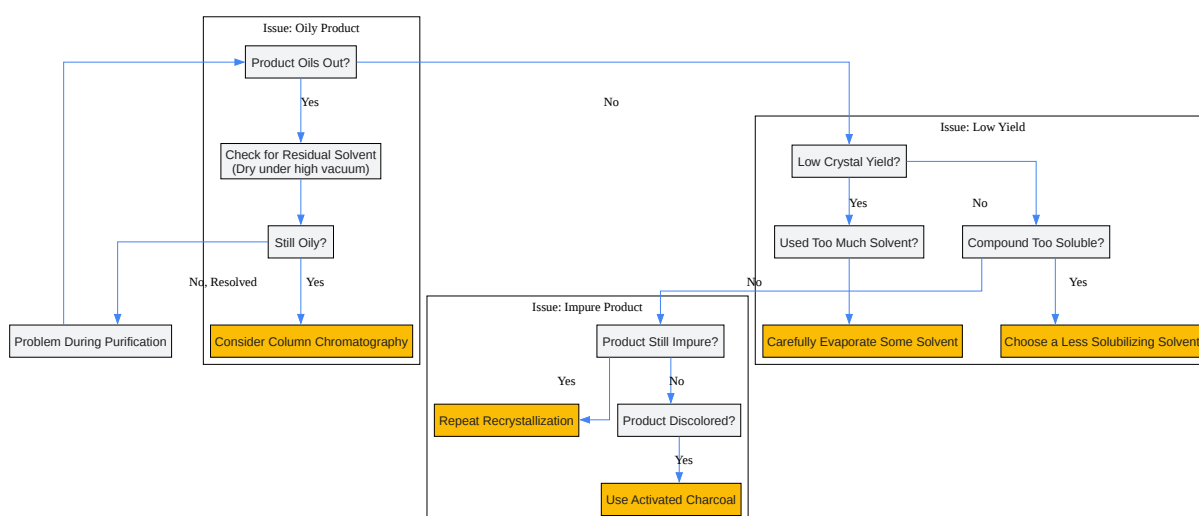 Issue: Oily Product
Product Oils Out?
Yes
No
Check for Residual Solvent
(Dry under high vacuum)
Still Oily?
No, Resolved
Yes
Problem During Purification
Consider Column Chromatography
Issue: Low Yield
Low Crystal Yield?
Yes
No
Used Too Much Solvent?
Compound Too Soluble?
No
Yes
Carefully Evaporate Some Solvent
Choose a Less Solubilizing Solvent
Issue: Impure Product
Product Still Impure?
Yes
No
Repeat Recrystallization
Product Discolored?
Yes
Use Activated Charcoal